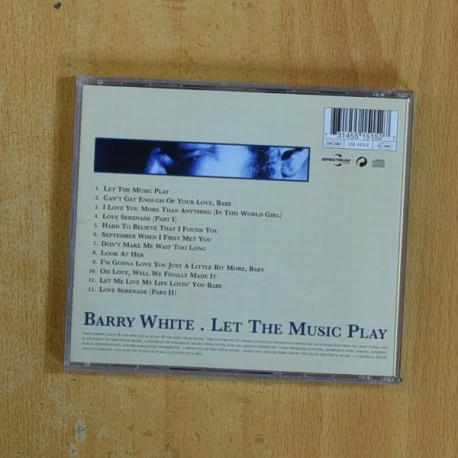 7 31455 15152 7
SPECTRUM
1. LET THE MUSIC PLAY
2. CAN'T GET ENOUGH OF YOUR LOVE, BABE
3. I LOVE YOU MORE THAN ANYTHING (IN THIS WORLD GIRL)
4. LOVE SERENADE (PART I)
5. HARD TO BELIEVE THAT I FOUND YOU
6. SEPTEMBER WHEN I FIRST MET YOU
7. DON'T MAKE ME WAIT TOO LONG
8. LOOK AT HER
9. I'M GONNA LOVE YOU JUST A LITTLE BIT MORE, BABY
10. OH LOVE, WELL WE FINALLY MADE IT
11. LET ME LIVE MY LIFE LOVIN' YOU BABE
12. LOVE SERENADE (PART II)
BARRY WHITE . LET THE MUSIC PLAY